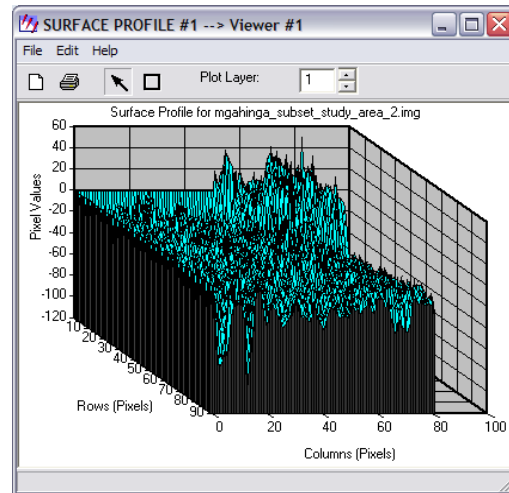 SURFACE PROFILE #1 --> Viewer #1
File Edit Help
Plot Layer: 1
Surface Profile for mgahinga_subset_study_area_2.img
Pixel Values
60
40
20
0
-20
-40
-60
-80
-100
-120
10
20
30
40
50
60
70
80
90
Rows (Pixels)
0 20 40 60 80 100
Columns (Pixels)